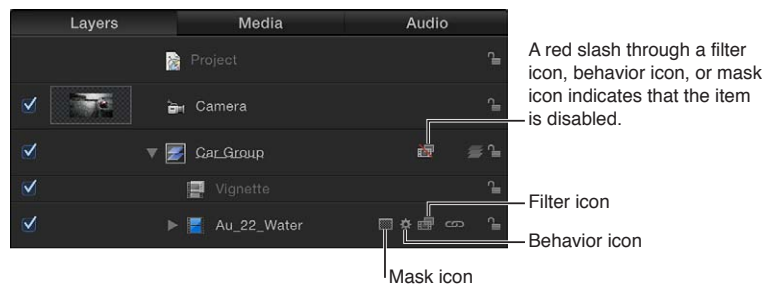 Layers Media Audio
Project
Camera
Car Group
Vignette
Au_22_Water
A red slash through a filter
icon, behavior icon, or mask
icon indicates that the item
is disabled.
Filter icon
Behavior icon
Mask icon